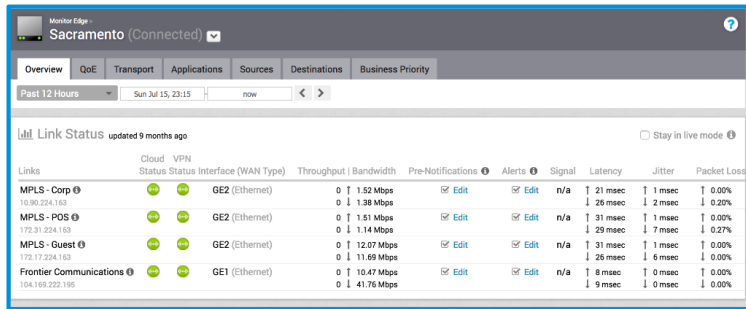 Monitor Edge >
Sacramento (Connected)
?
Overview QoE Transport Applications Sources Destinations Business Priority
Past 12 Hours Sun Jul 15, 23:15 - now < >
Link Status updated 9 months ago Stay in live mode
Cloud VPN
Links Status Status Interface (WAN Type) Throughput | Bandwidth Pre-Notifications Alerts Signal Latency Jitter Packet Loss
MPLS - Corp GE2 (Ethernet) 0 ↑ 1.52 Mbps Edit Edit n/a ↑ 21 msec ↑ 1 msec ↑ 0.00%
10.90.224.163 0 ↓ 1.38 Mbps ↓ 26 msec ↓ 2 msec ↓ 0.20%
MPLS - POS GE2 (Ethernet) 0 ↑ 1.51 Mbps Edit Edit n/a ↑ 31 msec ↑ 1 msec ↑ 0.00%
172.31.224.163 0 ↓ 1.14 Mbps ↓ 29 msec ↓ 7 msec ↓ 0.27%
MPLS - Guest GE2 (Ethernet) 0 ↑ 12.07 Mbps Edit Edit n/a ↑ 31 msec ↑ 1 msec ↑ 0.00%
172.17.224.163 0 ↓ 11.69 Mbps ↓ 26 msec ↓ 6 msec ↓ 0.00%
Frontier Communications GE1 (Ethernet) 0 ↑ 10.47 Mbps Edit Edit n/a ↑ 8 msec ↑ 0 msec ↑ 0.00%
104.169.222.195 0 ↓ 41.76 Mbps ↓ 9 msec ↓ 0 msec ↓ 0.00%